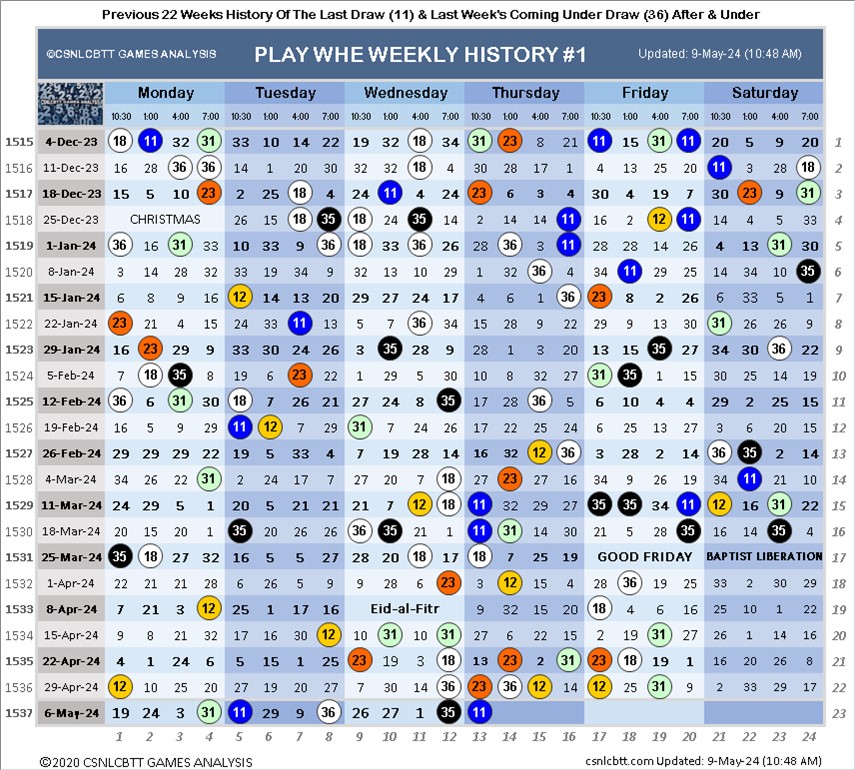 Previous 22 Weeks History Of The Last Draw (11) & Last Week's Coming Under Draw (36) After & Under
©CSNLCBTT GAMES ANALYSIS PLAY WHE WEEKLY HISTORY #1 Updated: 9-May-24 (10:48 AM)
Monday Tuesday Wednesday Thursday Friday Saturday
10:30 1:00 4:00 7:00 10:30 1:00 4:00 7:00 10:30 1:00 4:00 7:00 10:30 1:00 4:00 7:00 10:30 1:00 4:00 7:00 10:30 1:00 4:00 7:00
1515 4-Dec-23 18 11 32 31 33 10 14 22 19 32 18 34 31 23 8 21 11 15 31 11 20 5 9 20 1
11-Dec-23 16 28 36 36 14 1 20 30 32 11 18 4 30 28 17 1 4 13 25 20 11 3 24 18 2
1517 18-Dec-23 15 5 10 23 2 25 18 4 24 11 4 24 23 6 3 4 30 4 19 7 30 23 9 31 3
1518 25-Dec-23 CHRISTMAS 26 15 18 35 18 24 35 14 2 14 14 11 16 2 12 11 14 4 5 33 4
1519 1-Jan-24 36 16 31 33 10 33 9 36 18 33 36 26 28 36 3 11 28 28 14 26 4 13 31 30 5
1520 8-Jan-24 3 14 28 32 33 19 34 9 32 13 10 29 1 32 36 4 34 11 29 25 14 34 10 35 6
1521 15-Jan-24 6 8 9 16 12 14 13 20 29 27 24 17 4 6 1 36 23 8 2 26 6 33 5 1 7
1522 22-Jan-24 23 21 4 15 24 33 11 13 5 7 36 34 15 28 9 22 29 9 13 30 31 26 26 9 8
1523 29-Jan-24 16 23 29 9 33 30 24 26 3 35 28 9 28 1 3 20 13 15 35 27 34 30 36 22 9
1524 5-Feb-24 7 18 35 8 19 6 23 22 1 29 5 30 10 8 32 27 31 35 1 15 30 25 14 19 10
1525 12-Feb-24 36 6 31 30 18 7 26 21 27 24 8 35 17 28 36 5 6 10 4 4 29 2 25 15 11
1526 19-Feb-24 16 5 9 29 11 12 7 29 31 7 26 9 17 22 25 24 6 25 13 27 3 6 20 15 12
1527 26-Feb-24 29 29 29 22 19 5 33 4 7 19 14 28 16 32 12 36 3 28 2 14 36 35 2 14 13
1528 4-Mar-24 34 27 22 31 2 24 17 7 27 20 7 18 27 23 14 27 34 9 26 19 34 11 21 10 14
1529 11-Mar-24 24 29 5 1 20 5 21 21 21 7 12 18 11 32 29 27 35 35 34 11 12 16 31 22 15
1530 18-Mar-24 20 15 20 1 35 20 26 26 36 35 21 1 11 31 14 30 21 5 28 35 16 14 35 4 16
1531 25-Mar-24 35 18 27 32 16 5 5 27 28 20 18 17 18 7 25 19 GOOD FRIDAY BAPTIST LIBERATION 17
1532 1-Apr-24 22 21 21 28 6 26 5 9 9 28 6 23 3 12 15 4 28 36 19 25 33 2 30 29 18
1533 8-Apr-24 7 21 3 12 25 1 17 16 Eid-al-Fitr 9 32 15 20 18 4 6 16 25 10 1 22 19
1534 15-Apr-24 9 8 21 32 17 16 30 12 10 31 10 31 27 6 22 15 2 19 31 27 26 1 14 16 20
1535 22-Apr-24 4 1 24 6 5 15 1 25 23 19 3 18 13 23 2 31 23 18 19 1 16 20 26 8 21
1536 29-Apr-24 12 10 25 20 27 19 20 27 7 30 14 36 23 36 12 14 12 25 31 9 2 33 29 17 22
1537 6-May-24 19 24 3 31 11 29 9 36 26 27 1 35 11 23
1 2 3 4 5 6 7 8 9 10 11 12 13 14 15 16 17 18 19 20 21 22 23 24
©2020 CSNLCBTT GAMES ANALYSIS csnlcbtt.com Updated: 9-May-24 (10:48 AM)